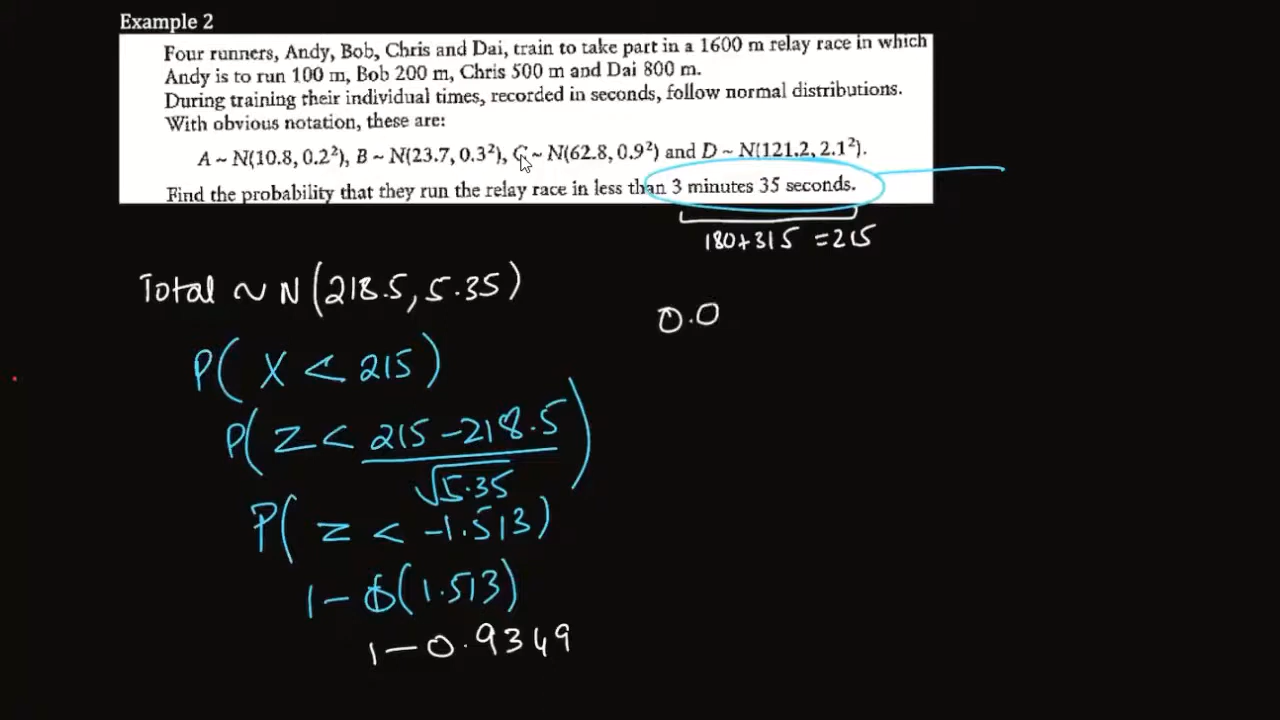 Example 2
Four runners, Andy, Bob, Chris and Dai, train to take part in a 1600 m relay race in which
Andy is to run 100 m, Bob 200 m, Chris 500 m and Dai 800 m.
During training their individual times, recorded in seconds, follow normal distributions.
With obvious notation, these are:
A ~ N(10.8, 0.2²), B ~ N(23.7, 0.3²), C ~ N(62.8, 0.9²) and D ~ N(121.2, 2.1²).
Find the probability that they run the relay race in less than 3 minutes 35 seconds.
180+315 =215
Total ~ N(218.5, 5.35)
0.0
P( X < 215)
P( Z < 215 -218.5 / √5.35 )
P( z < -1.513)
1 - ϕ(1.513)
1 - 0.9349